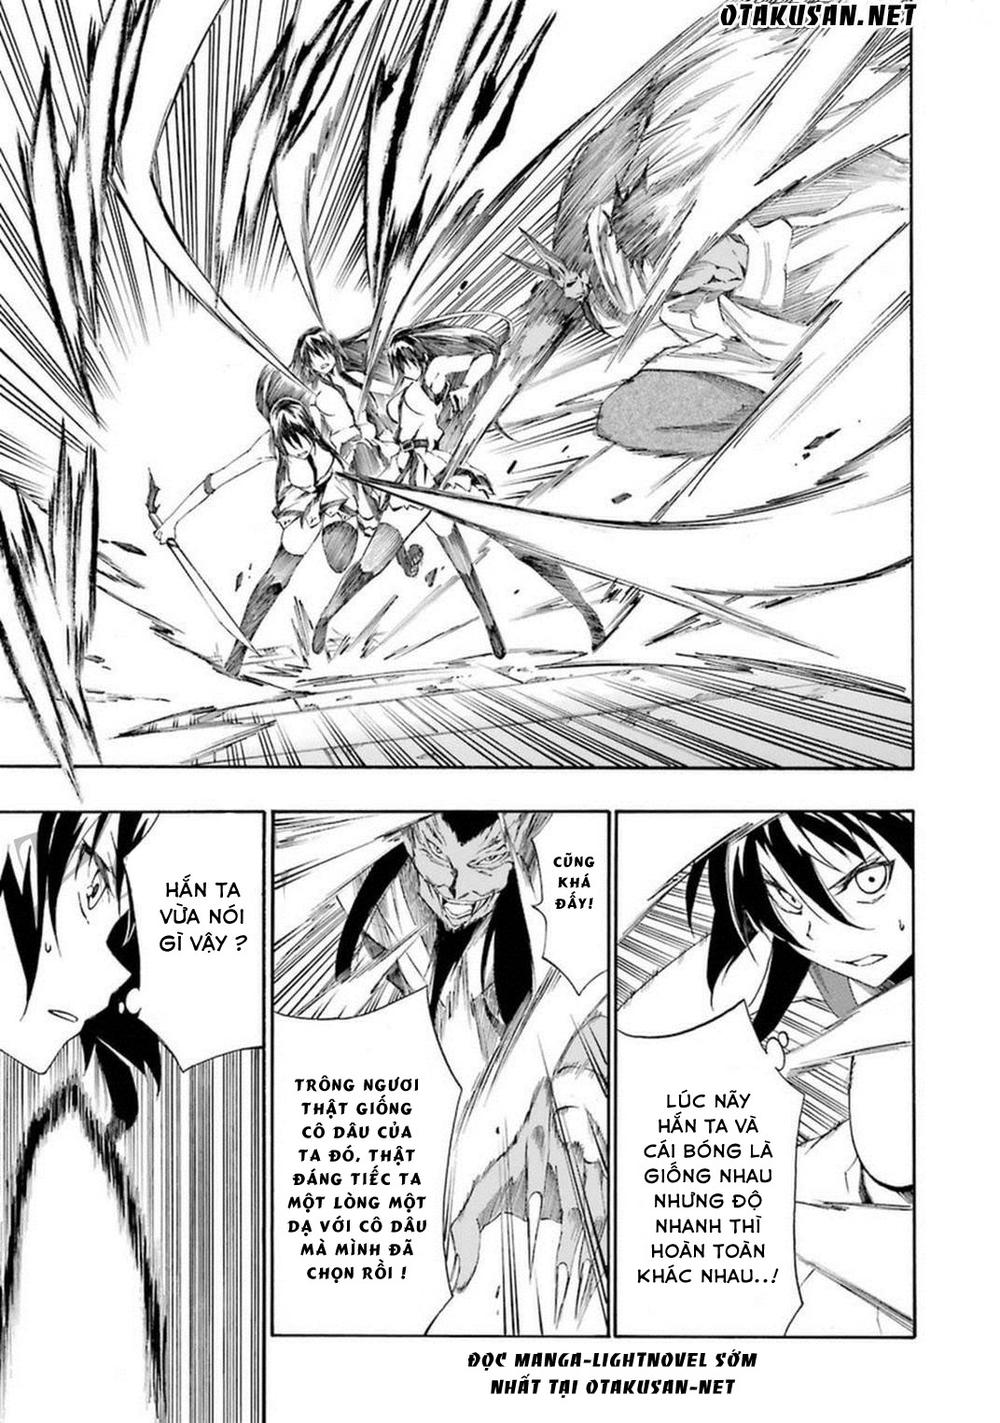 OTAKUSAN.NET
LÚC NÃY
HẮN TA VÀ
CÁI BÓNG LÀ
GIỐNG NHAU
NHƯNG ĐỘ
NHANH THÌ
HOÀN TOÀN
KHÁC NHAU..!
CŨNG
KHÁ
ĐẤY!
TRÔNG NGƯƠI
THẬT GIỐNG
CÔ DÂU CỦA
TA ĐÓ, THẬT
ĐÁNG TIẾC TA
MỘT LÒNG MỘT
DẠ VỚI CÔ DÂU
MÀ MÌNH ĐÃ
CHỌN RỒI !
HẮN TA
VỪA NÓI
GÌ VẬY ?
ĐỌC MANGA-LIGHTNOVEL SỚM
NHẤT TẠI OTAKUSAN-NET